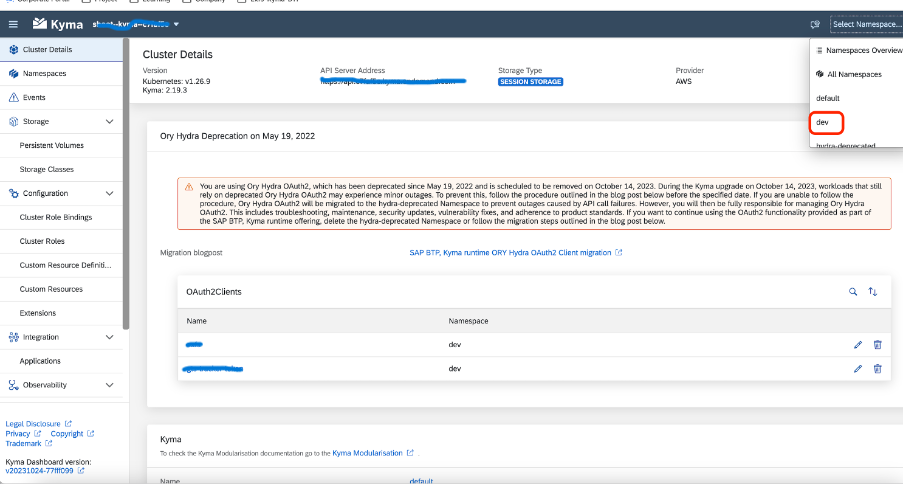 Kyma
Select Namespace...
Cluster Details
Namespaces
Events
Storage
Persistent Volumes
Storage Classes
Configuration
Cluster Role Bindings
Cluster Roles
Custom Resource Definiti...
Custom Resources
Extensions
Integration
Applications
Observability
Legal Disclosure
Privacy Copyright
Trademark
Kyma Dashboard version:
v20231024-77fff099
Cluster Details
Version
Kubernetes: v1.26.9
Kyma: 2.19.3
API Server Address
Storage Type
SESSION STORAGE
Provider
AWS
Namespaces Overview
All Namespaces
default
dev
hydra-deprecated
Ory Hydra Deprecation on May 19, 2022
You are using Ory Hydra OAuth2, which has been deprecated since May 19, 2022 and is scheduled to be removed on October 14, 2023. During the Kyma upgrade on October 14, 2023, workloads that still
rely on deprecated Ory Hydra OAuth2 may experience minor outages. To prevent this, follow the procedure outlined in the blog post below before the specified date. If you are unable to follow the
procedure, Ory Hydra OAuth2 will be migrated to the hydra-deprecated Namespace to prevent outages caused by API call failures. However, you will then be fully responsible for managing Ory Hydra
OAuth2. This includes troubleshooting, maintenance, security updates, vulnerability fixes, and adherence to product standards. If you want to continue using the OAuth2 functionality provided as part of
the SAP BTP, Kyma runtime offering, delete the hydra-deprecated Namespace or follow the migration steps outlined in the blog post below.
Migration blogpost
SAP BTP, Kyma runtime ORY Hydra OAuth2 Client migration
OAuth2Clients
Name Namespace
dev
dev
Kyma
To check the Kyma Modularisation documentation go to the Kyma Modularisation .
Name default